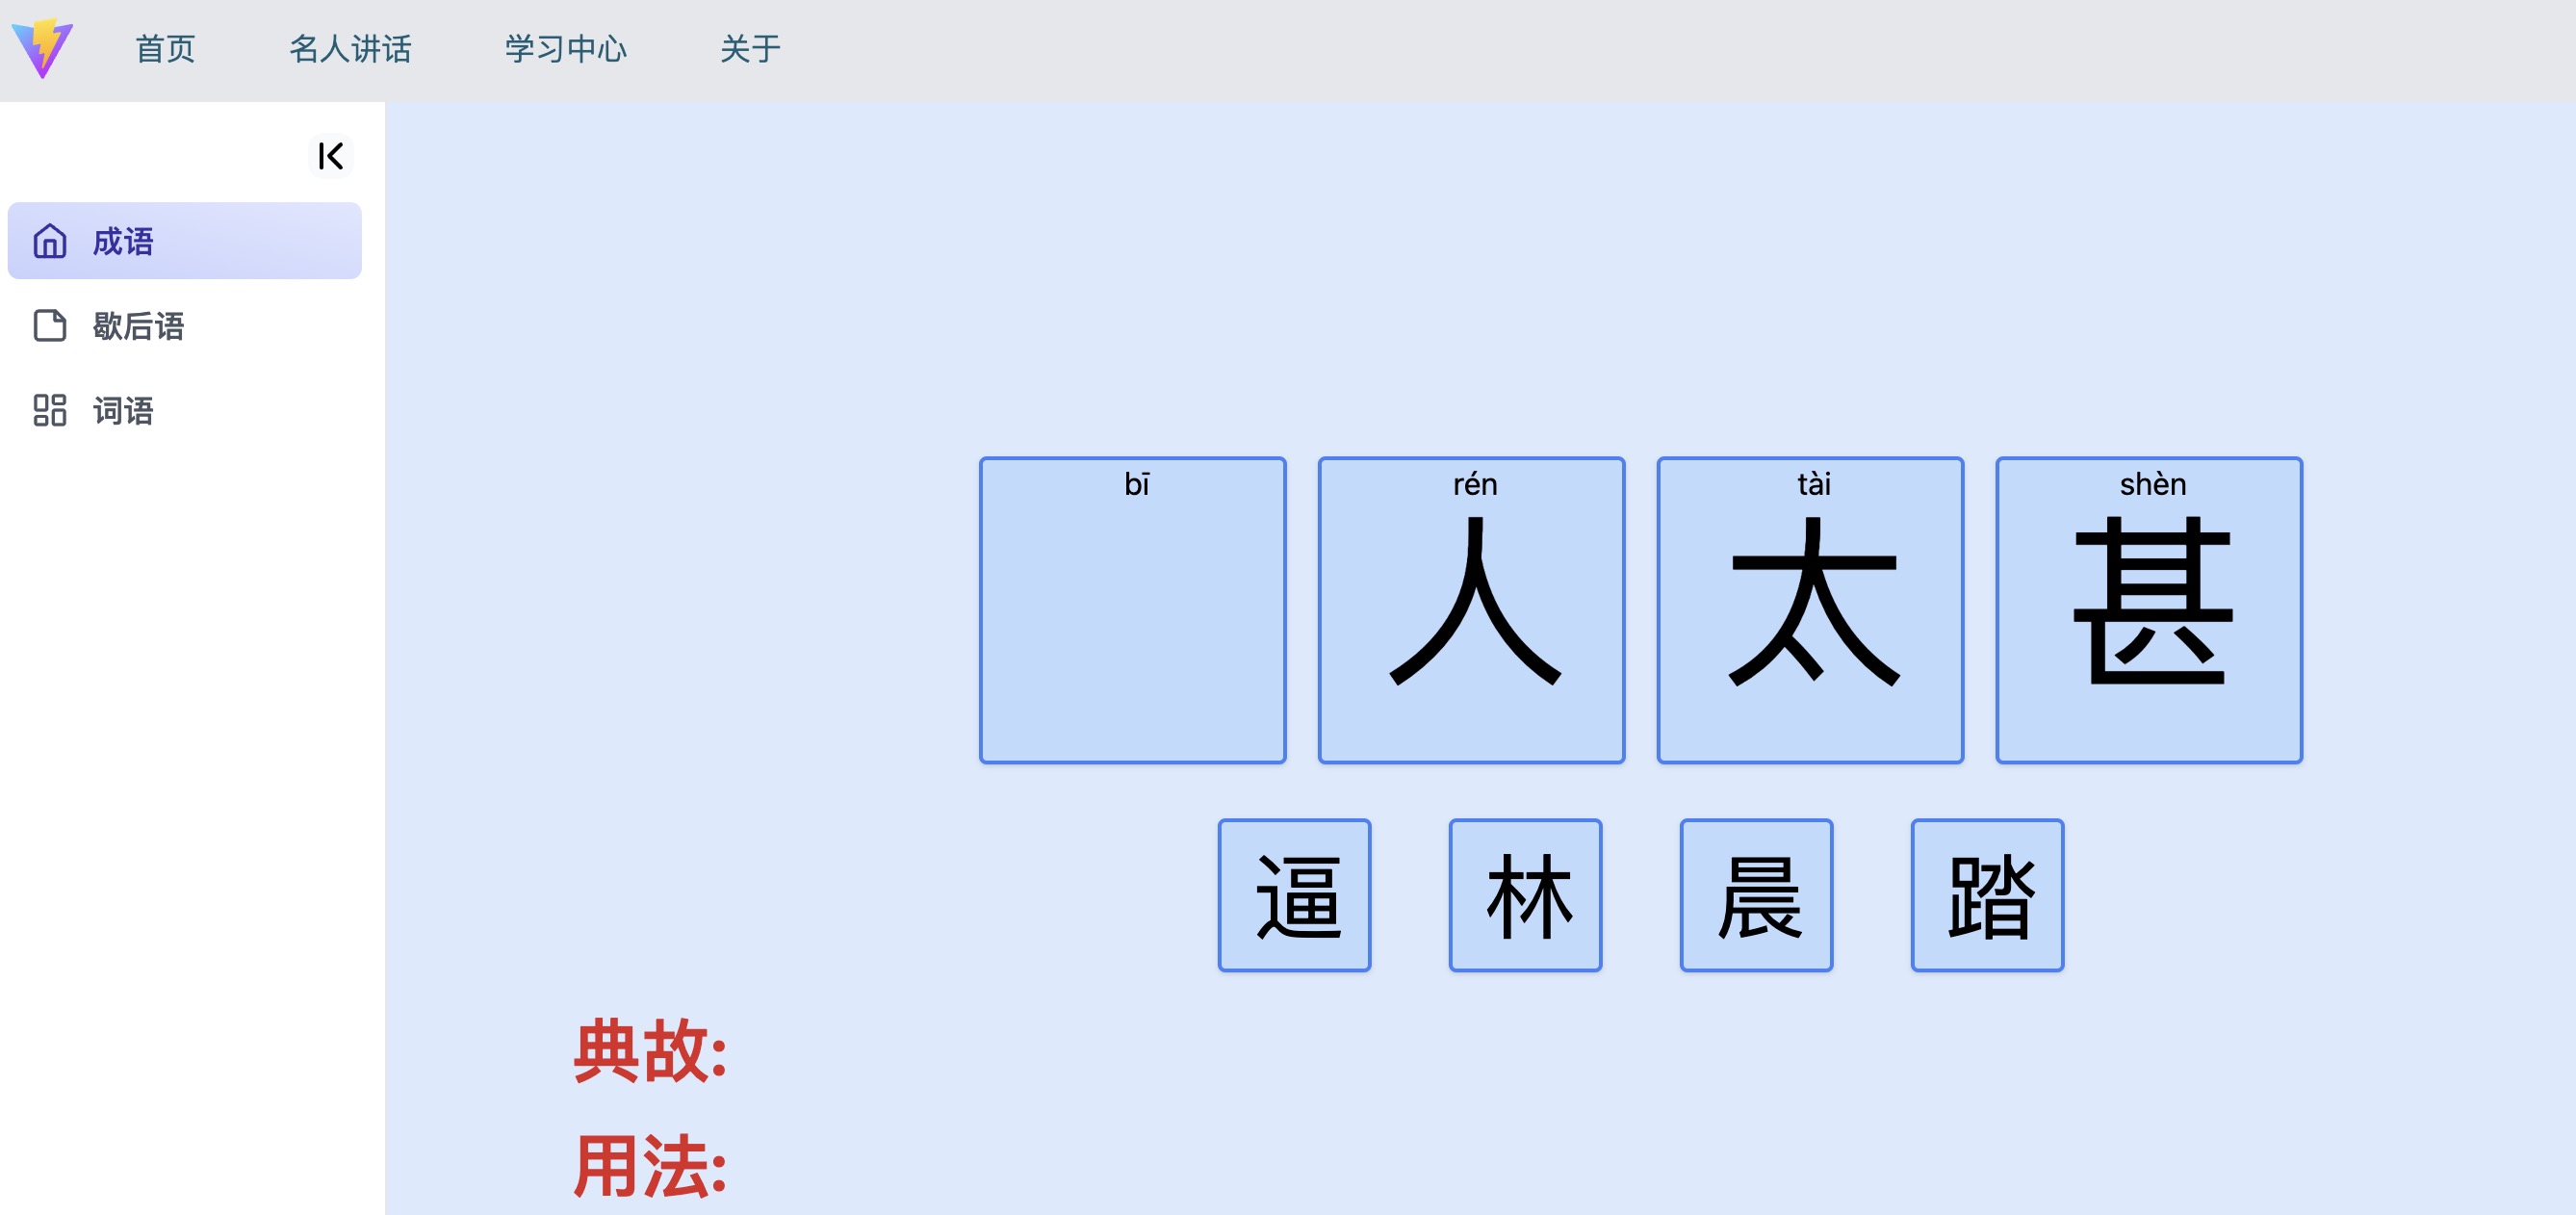 首页 名人讲话 学习中心 关于
成语
歇后语
词语
bī rén tài shèn
人 太 甚
逼 林 晨 踏
典故:
用法: